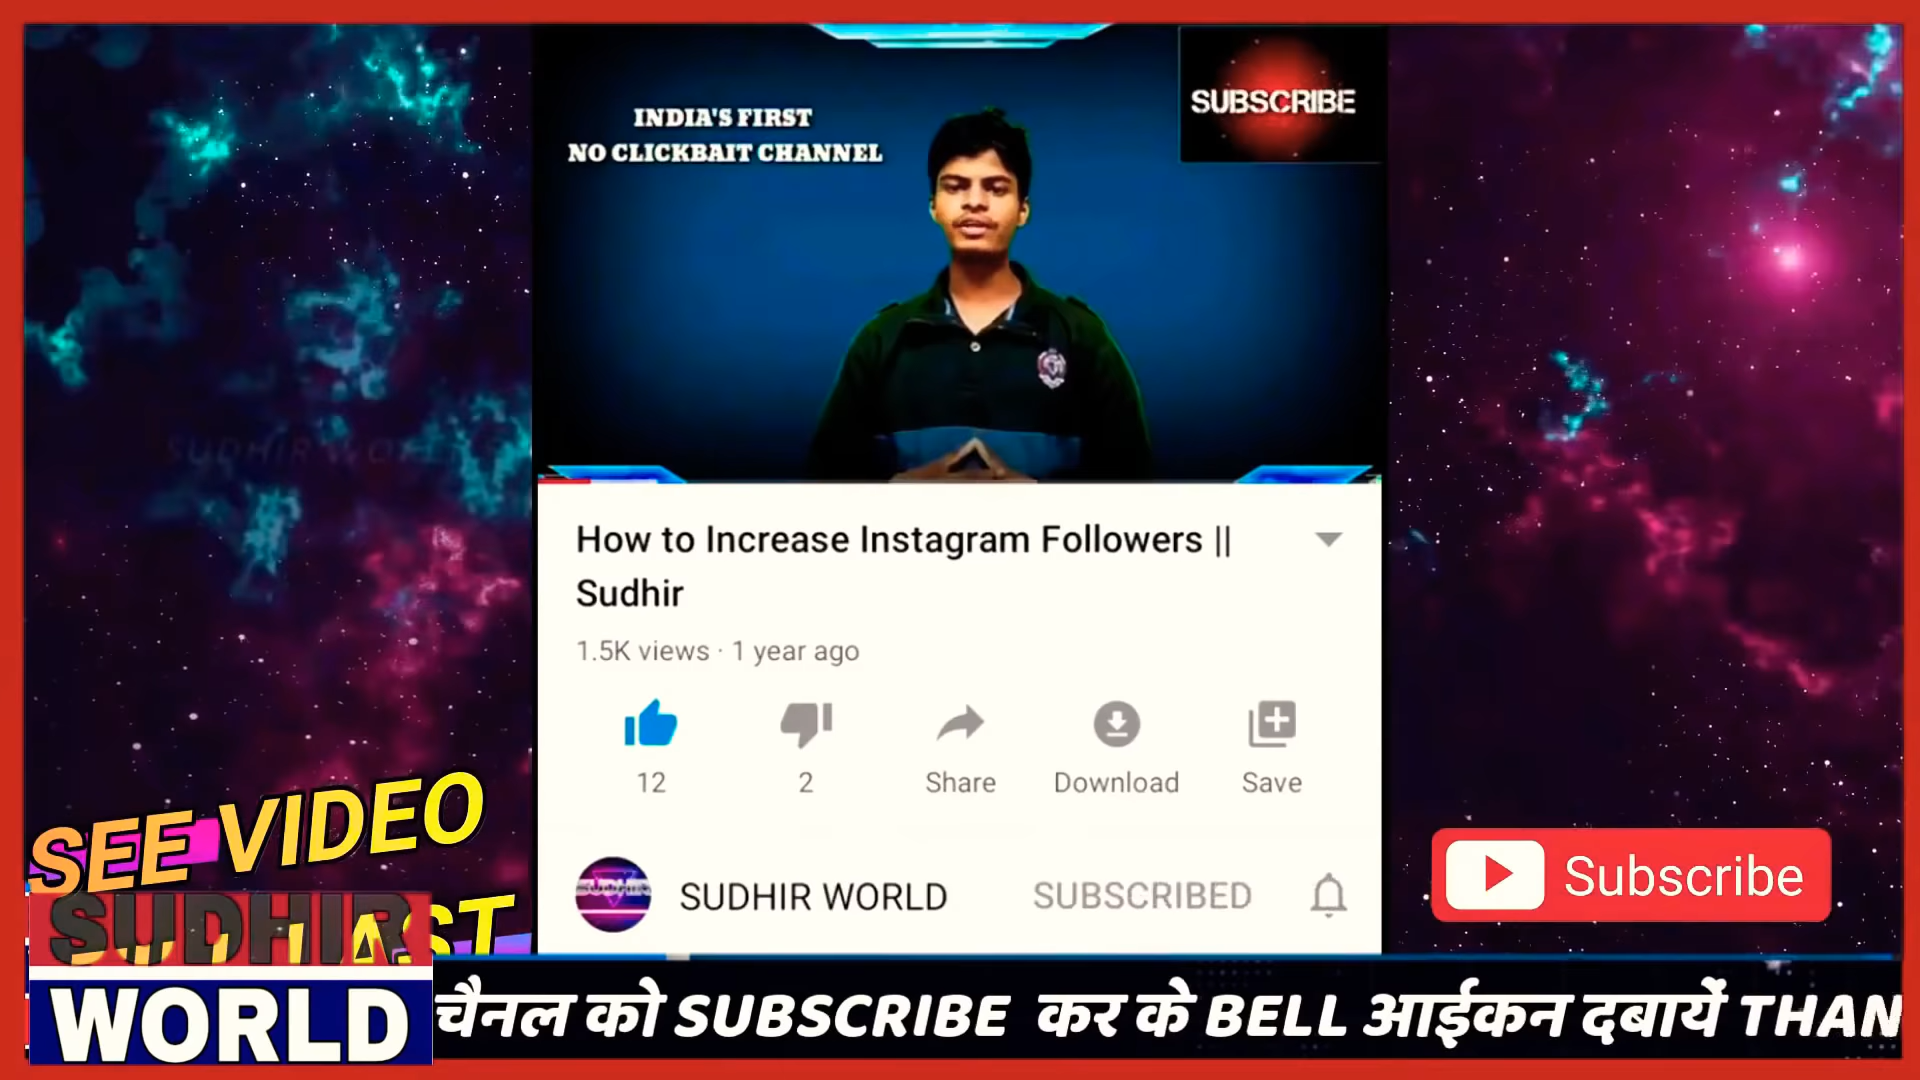 INDIA'S FIRST
NO CLICKBAIT CHANNEL
SUBSCRIBE
SUDHIR WORLD
How to Increase Instagram Followers ||
Sudhir
1.5K views · 1 year ago
12
2
Share
Download
Save
SUDHIR WORLD
SUBSCRIBED
Subscribe
SEE VIDEO
SUDHIR
WORLD
चैनल को SUBSCRIBE कर के BELL आईकन दबायें THAN